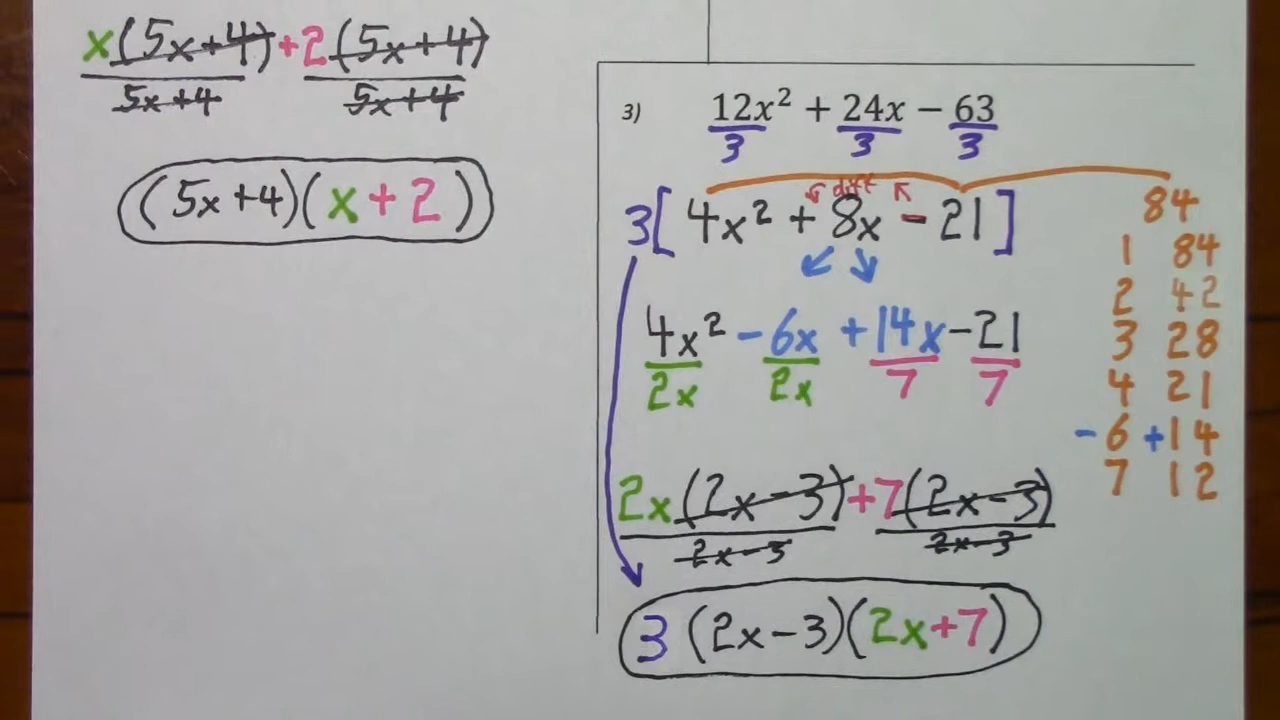 x(5x+4) +2(5x+4)
5x+4 5x+4
(5x+4)(x+2)
3) 12x² + 24x − 63
3 3 3
diff
3[4x² + 8x - 21]
4x² - 6x + 14x - 21
2x 2x 7 7
2x(2x-3) +7(2x-3)
2x-3 2x-3
3 (2x-3)(2x+7)
84
1 84
2 42
3 28
4 21
-6 +14
7 12